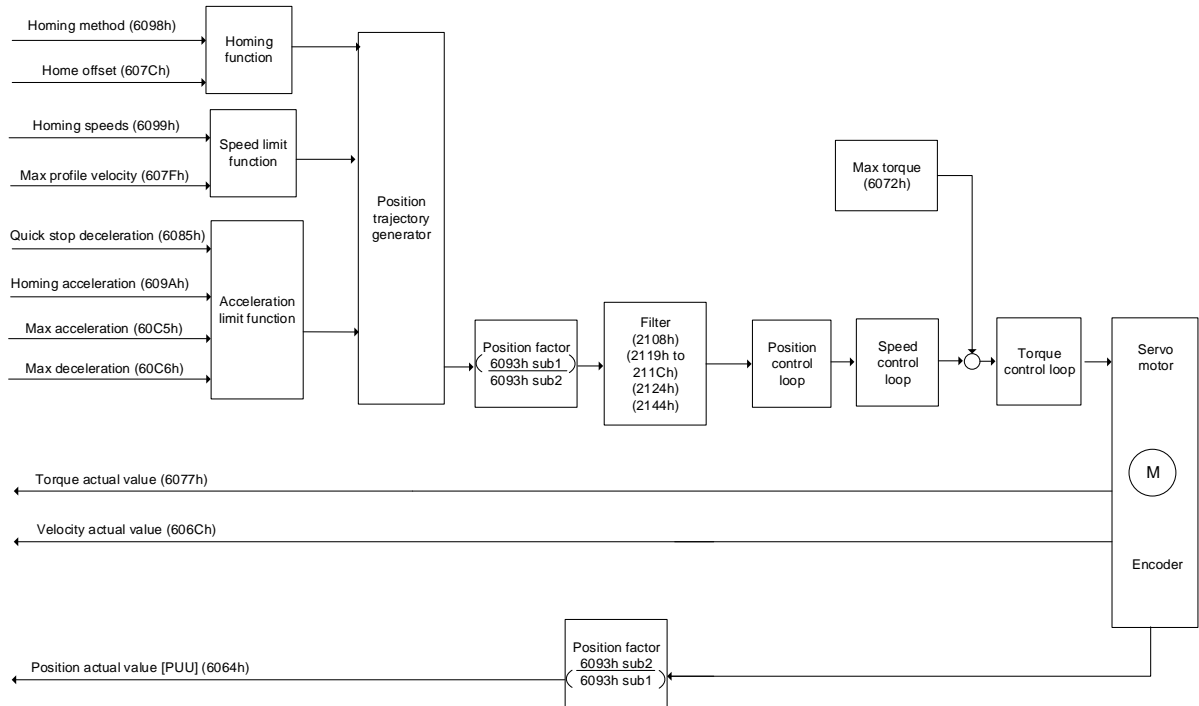 Homing method (6098h)
Home offset (607Ch)
Homing
function
Homing speeds (6099h)
Max profile velocity (607Fh)
Speed limit
function
Quick stop deceleration (6085h)
Homing acceleration (609Ah)
Max acceleration (60C5h)
Max deceleration (60C6h)
Acceleration
limit function
Position
trajectory
generator
Position factor
( 6093h sub1 )
6093h sub2
Filter
(2108h)
(2119h to
211Ch)
(2124h)
(2144h)
Position
control
loop
Speed
control
loop
Max torque
(6072h)
Torque
control loop
Servo
motor
M
Encoder
Torque actual value (6077h)
Velocity actual value (606Ch)
Position actual value [PUU] (6064h)
Position factor
6093h sub2
( 6093h sub1 )